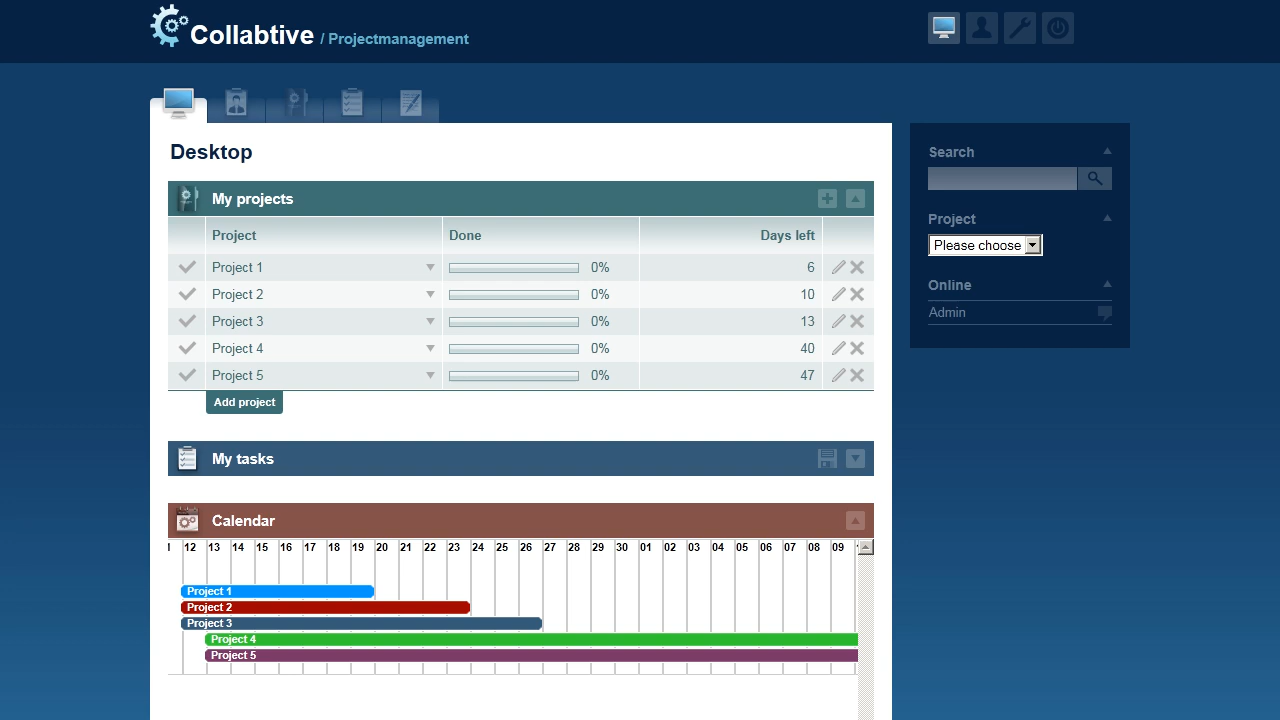 Collabtive / Projectmanagement
Desktop
My projects
Project Done Days left
Project 1 0% 6
Project 2 0% 10
Project 3 0% 13
Project 4 0% 40
Project 5 0% 47
Add project
My tasks
Calendar
12 13 14 15 16 17 18 19 20 21 22 23 24 25 26 27 28 29 30 01 02 03 04 05 06 07 08 09
Project 1
Project 2
Project 3
Project 4
Project 5
Search
Project
Please choose
Online
Admin